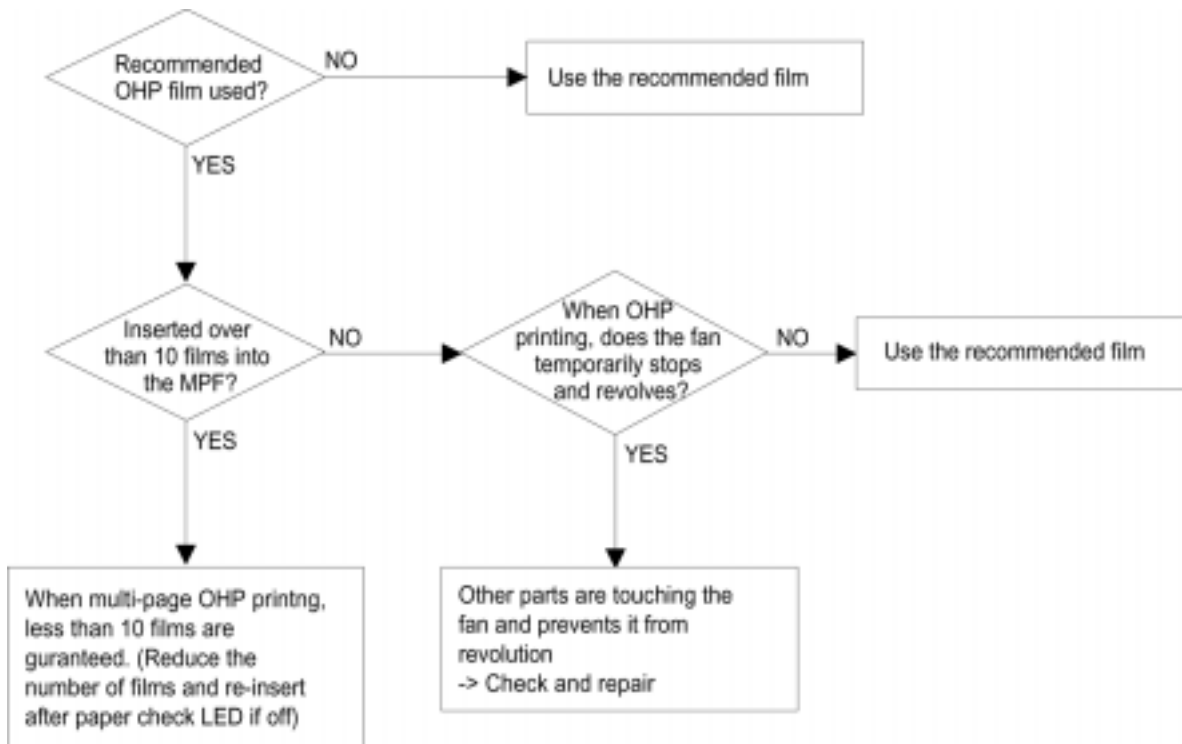 Recommended
OHP film used?
NO
Use the recommended film
YES
Inserted over
than 10 films into
the MPF?
NO
When OHP
printing, does the fan
temporarily stops
and revolves?
NO
Use the recommended film
YES
YES
When multi-page OHP printng,
less than 10 films are
guranteed. (Reduce the
number of films and re-insert
after paper check LED if off)
Other parts are touching the
fan and prevents it from
revolution
-> Check and repair